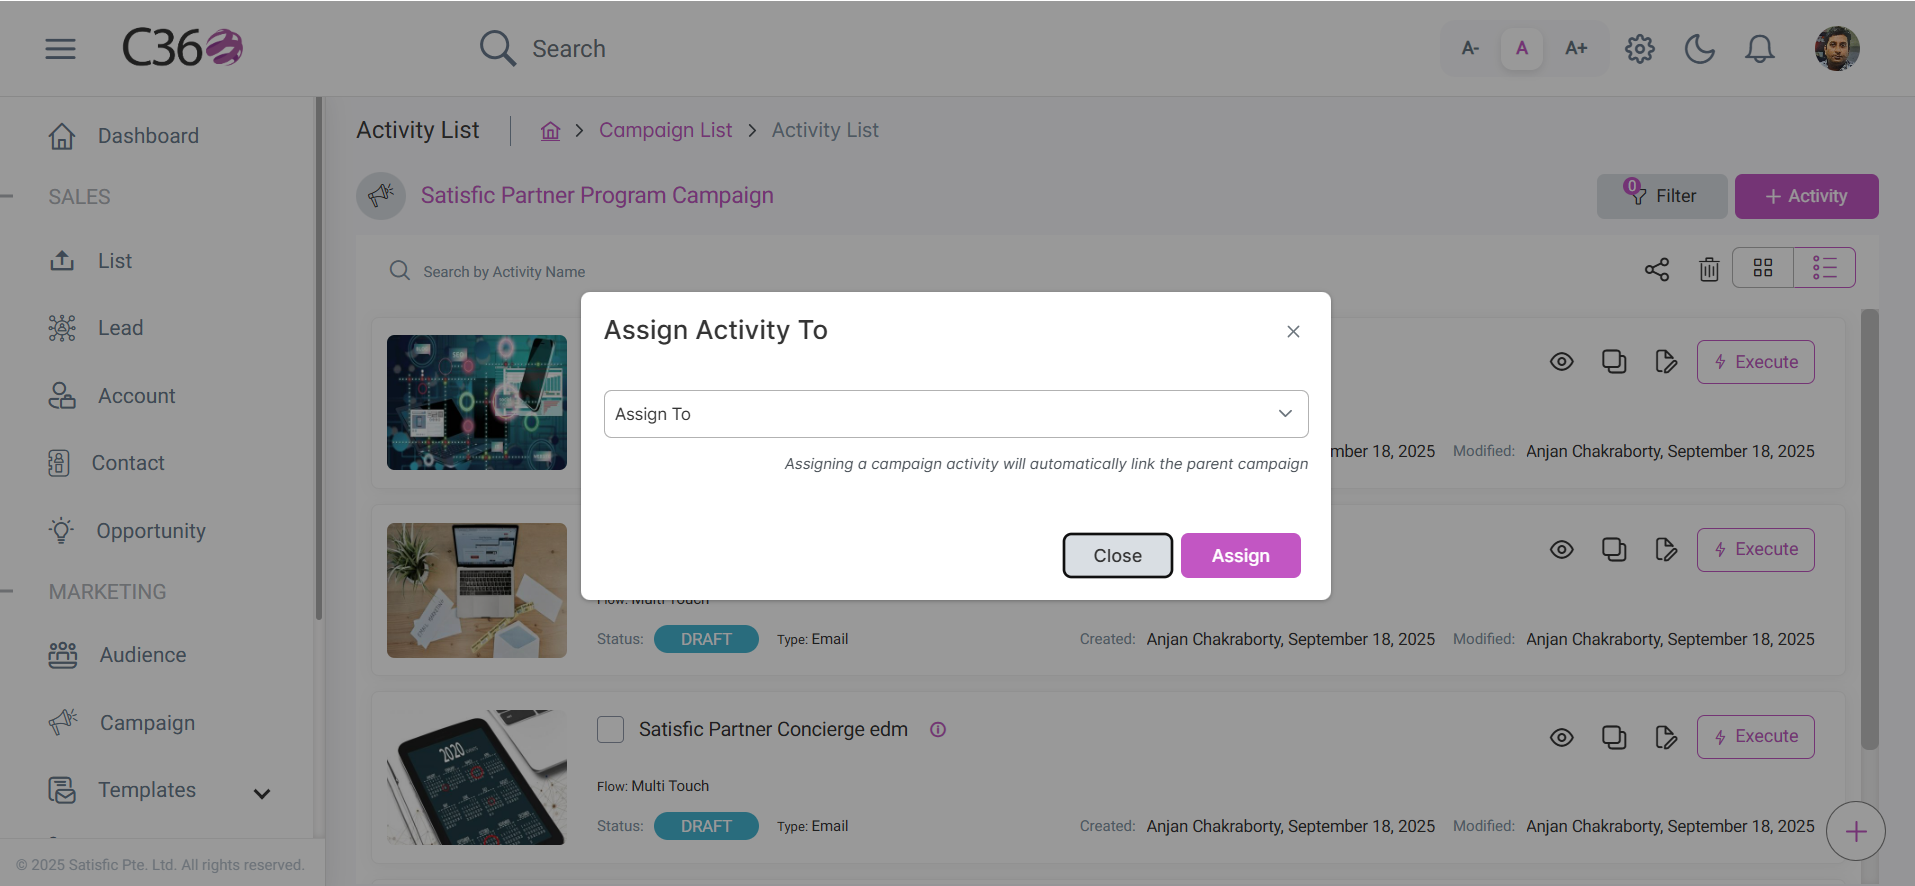 C36
Search
A-
A
A+
Dashboard
SALES
List
Lead
Account
Contact
Opportunity
MARKETING
Audience
Campaign
Templates
© 2025 Satisfic Pte. Ltd. All rights reserved.
Activity List
Campaign List
Activity List
Satisfic Partner Program Campaign
0
Filter
+ Activity
Search by Activity Name
Assign Activity To
Assign To
Assigning a campaign activity will automatically link the parent campaign
Close
Assign
Execute
mber 18, 2025
Modified: Anjan Chakraborty, September 18, 2025
Execute
Flow: Multi Touch
Status: DRAFT Type: Email
Created: Anjan Chakraborty, September 18, 2025 Modified: Anjan Chakraborty, September 18, 2025
2020
Satisfic Partner Concierge edm
Execute
Flow: Multi Touch
Status: DRAFT Type: Email
Created: Anjan Chakraborty, September 18, 2025 Modified: Anjan Chakraborty, September 18, 2025